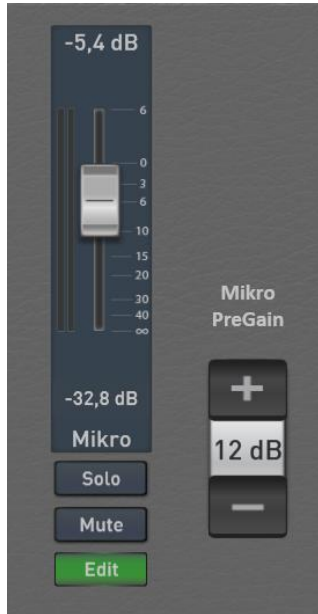 -5,4 dB
6
0
3
6
10
15
20
30
40
∞
-32,8 dB
Mikro
Solo
Mute
Edit
Mikro
PreGain
+
12 dB
−